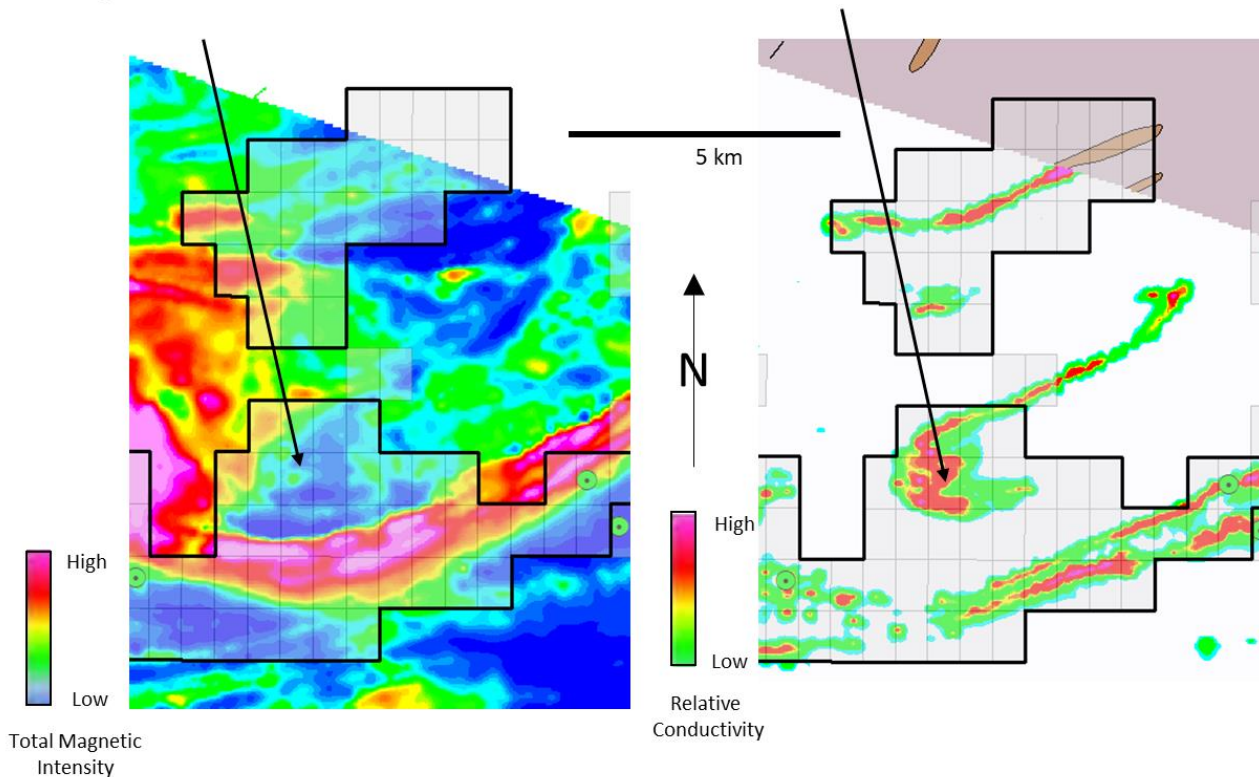 5 km
N
High
Low
Total Magnetic
Intensity
High
Low
Relative
Conductivity